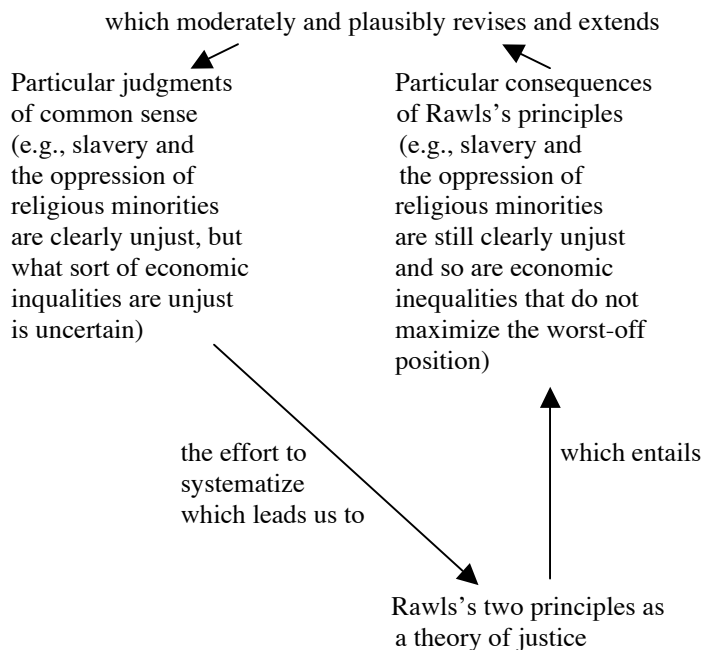 which moderately and plausibly revises and extends
Particular judgments
of common sense
(e.g., slavery and
the oppression of
religious minorities
are clearly unjust, but
what sort of economic
inqualities are unjust
is uncertain)
Particular consequences
of Rawls’s principles
(e.g., slavery and
the oppression of
religious minorities
are still clearly unjust
and so are economic
inequalities that do not
maximize the worst-off
position)
the effort to
systematize
which leads us to
which entails
Rawls’s two principles as
a theory of justice